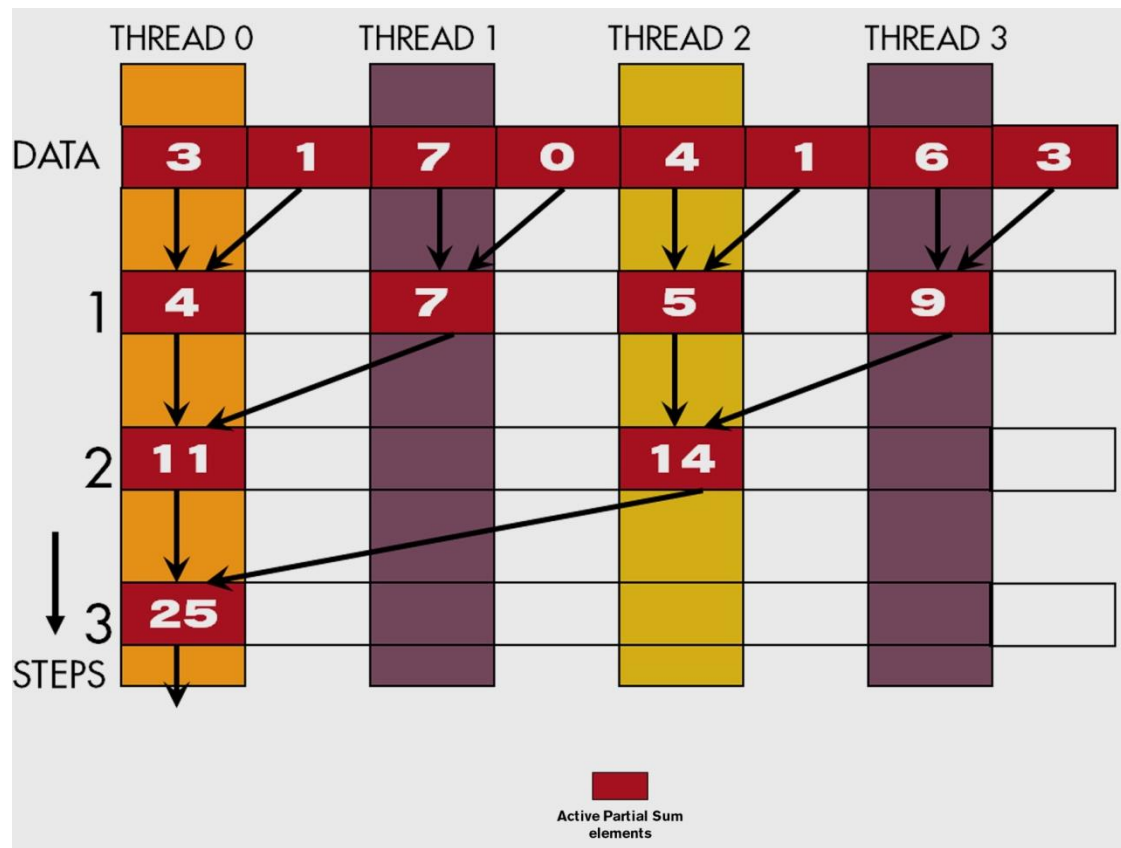 THREAD 0 THREAD 1 THREAD 2 THREAD 3
DATA 3 1 7 0 4 1 6 3
1 4 7 5 9
2 11 14
3 25
STEPS
Active Partial Sum
elements